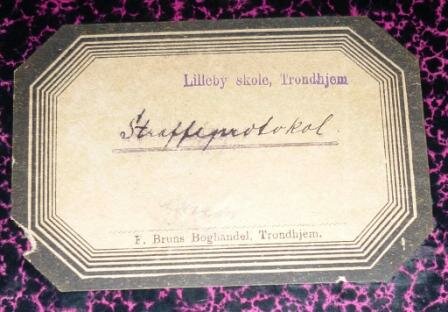 Lilleby skole, Trondhjem
Straffeprotokol.
F. Bruns Boghandel, Trondhjem.